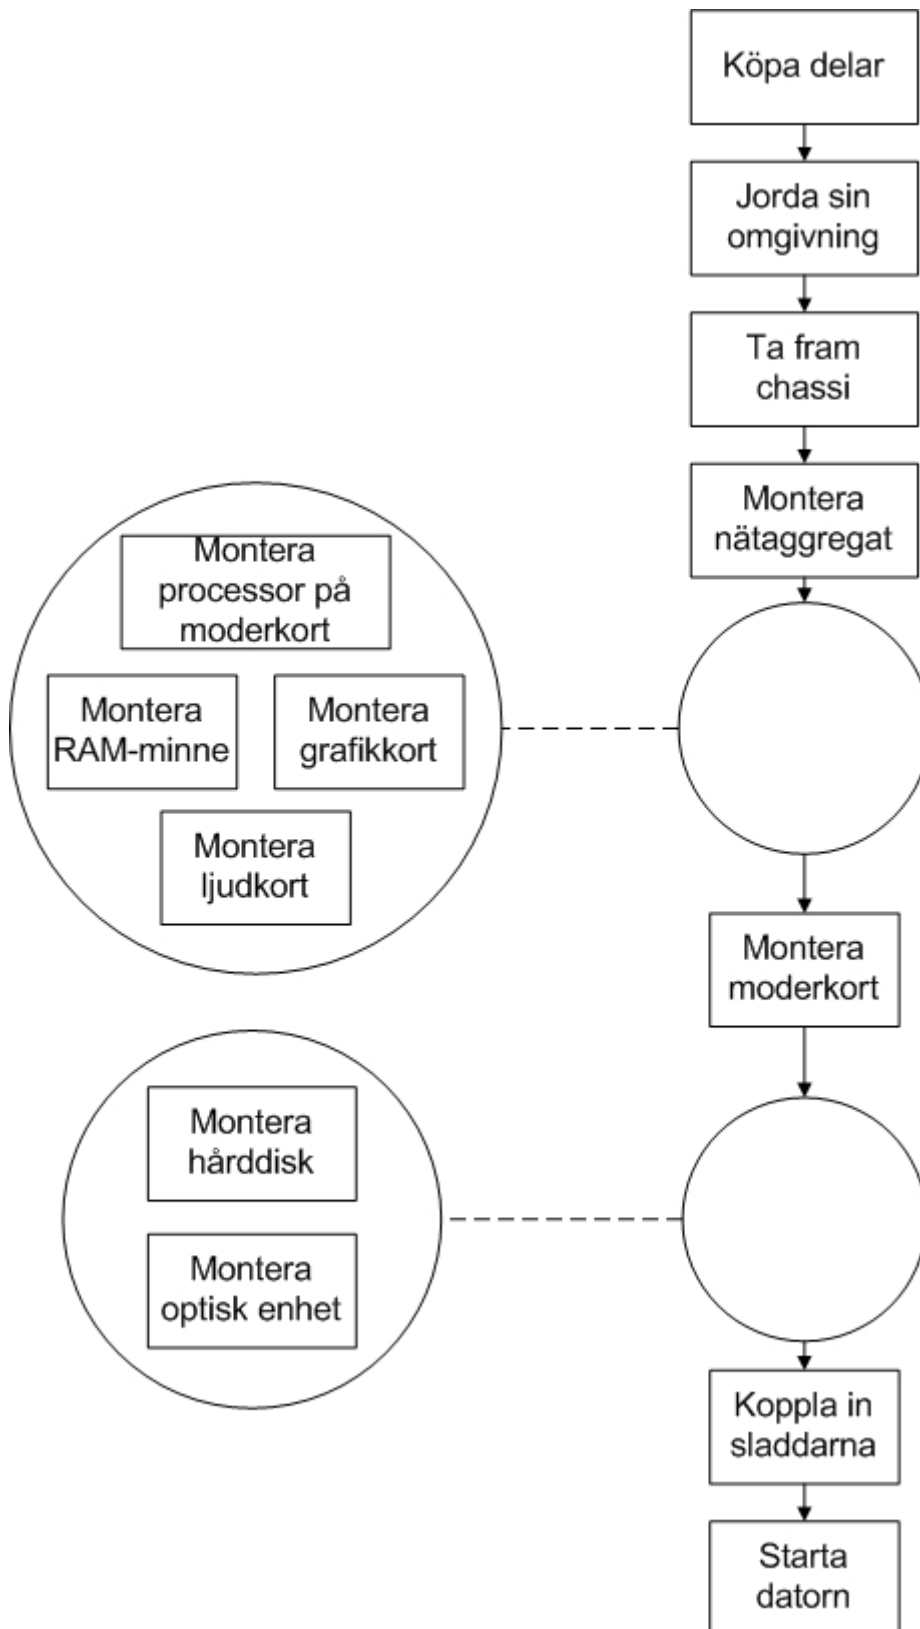 Köpa delar
Jorda sin
omgivning
Ta fram
chassi
Montera
nätaggregat
Montera
processor på
moderkort
Montera
RAM-minne
Montera
grafikkort
Montera
ljudkort
Montera
moderkort
Montera
hårddisk
Montera
optisk enhet
Koppla in
sladdarna
Starta
datorn